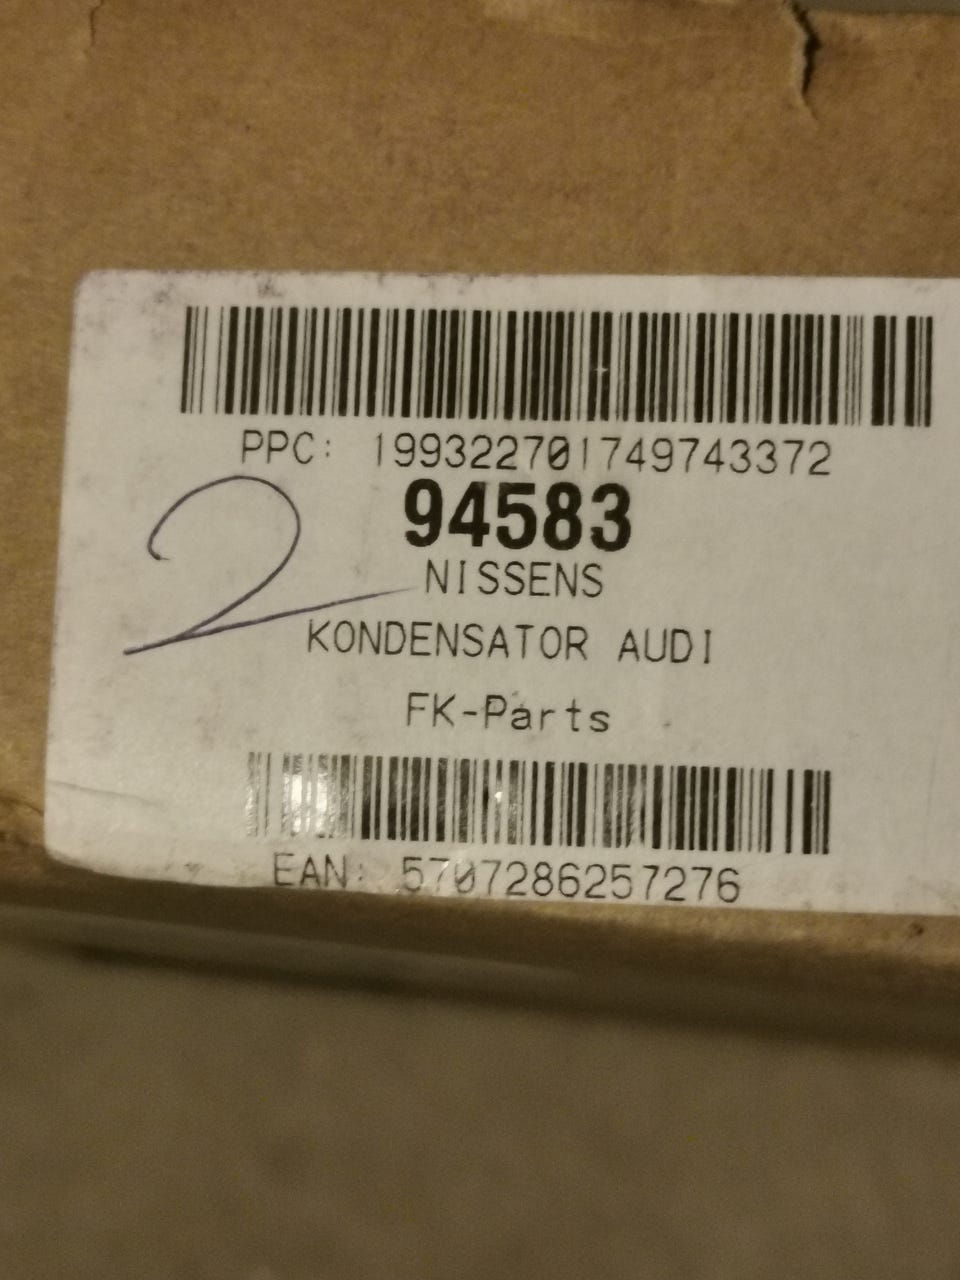 PPC: 199322701749743372
94583
2
NISSENS
KONDENSATOR AUDI
FK-Parts
EAN: 5707286257276